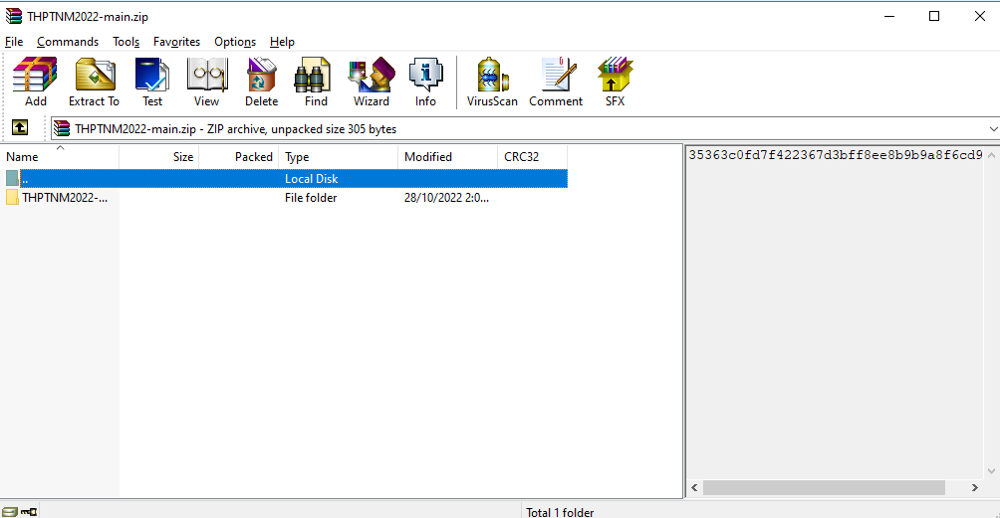 THPTNM2022-main.zip
File Commands Tools Favorites Options Help
Add Extract To Test View Delete Find Wizard Info VirusScan Comment SFX
THPTNM2022-main.zip - ZIP archive, unpacked size 305 bytes
Name Size Packed Type Modified CRC32
35363c0fd7f422367d3bff8ee8b9b9a8f6cd9
.. Local Disk
THPTNM2022-... File folder 28/10/2022 2:0...
Total 1 folder